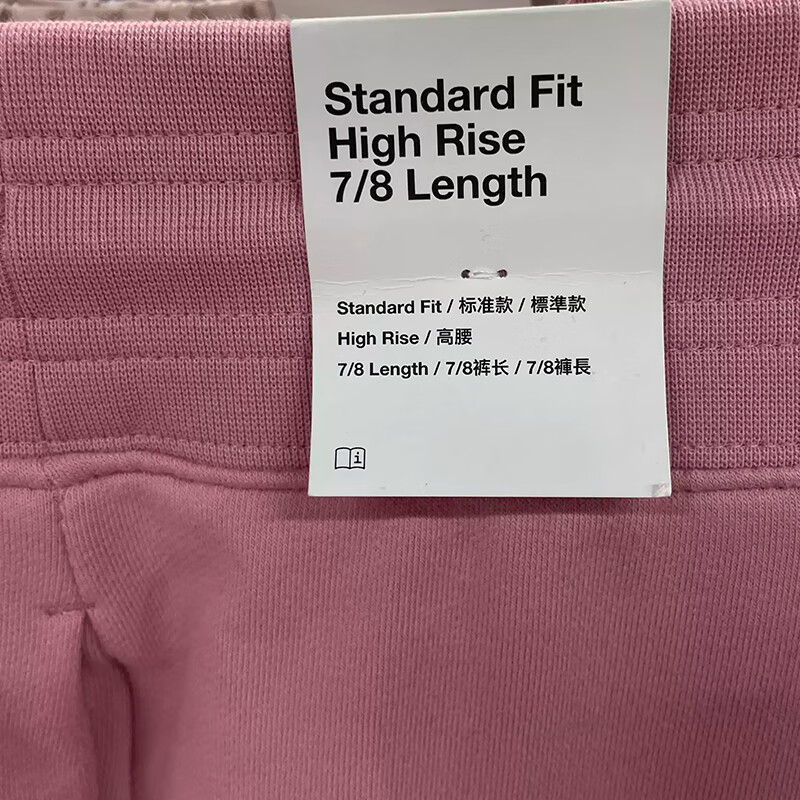 Standard Fit
High Rise
7/8 Length
Standard Fit / 标准款 / 標準款
High Rise / 高腰
7/8 Length / 7/8裤长 / 7/8褲長
i